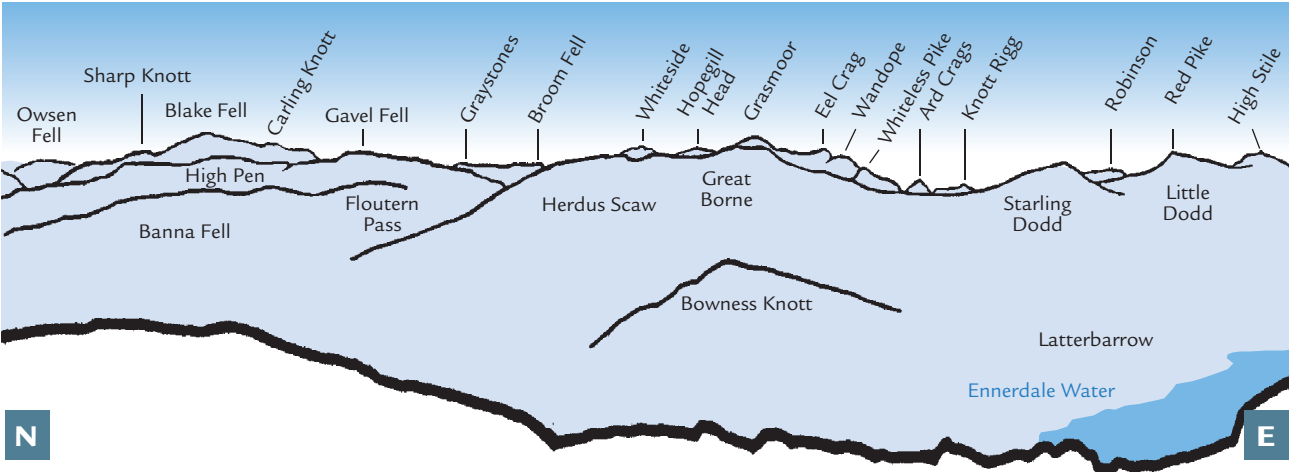 Sharp Knott
Owsen
Fell
Blake Fell
Carling Knott
Gavel Fell
Graystones
Broom Fell
Whiteside
Hopegill
Head
Grasmoor
Eel Crag
Wandope
Whiteless Pike
Ard Crags
Knott Rigg
Robinson
Red Pike
High Stile
High Pen
Banna Fell
Floutern
Pass
Herdus Scaw
Great
Borne
Starling
Dodd
Little
Dodd
Bowness Knott
Latterbarrow
Ennerdale Water
N
E